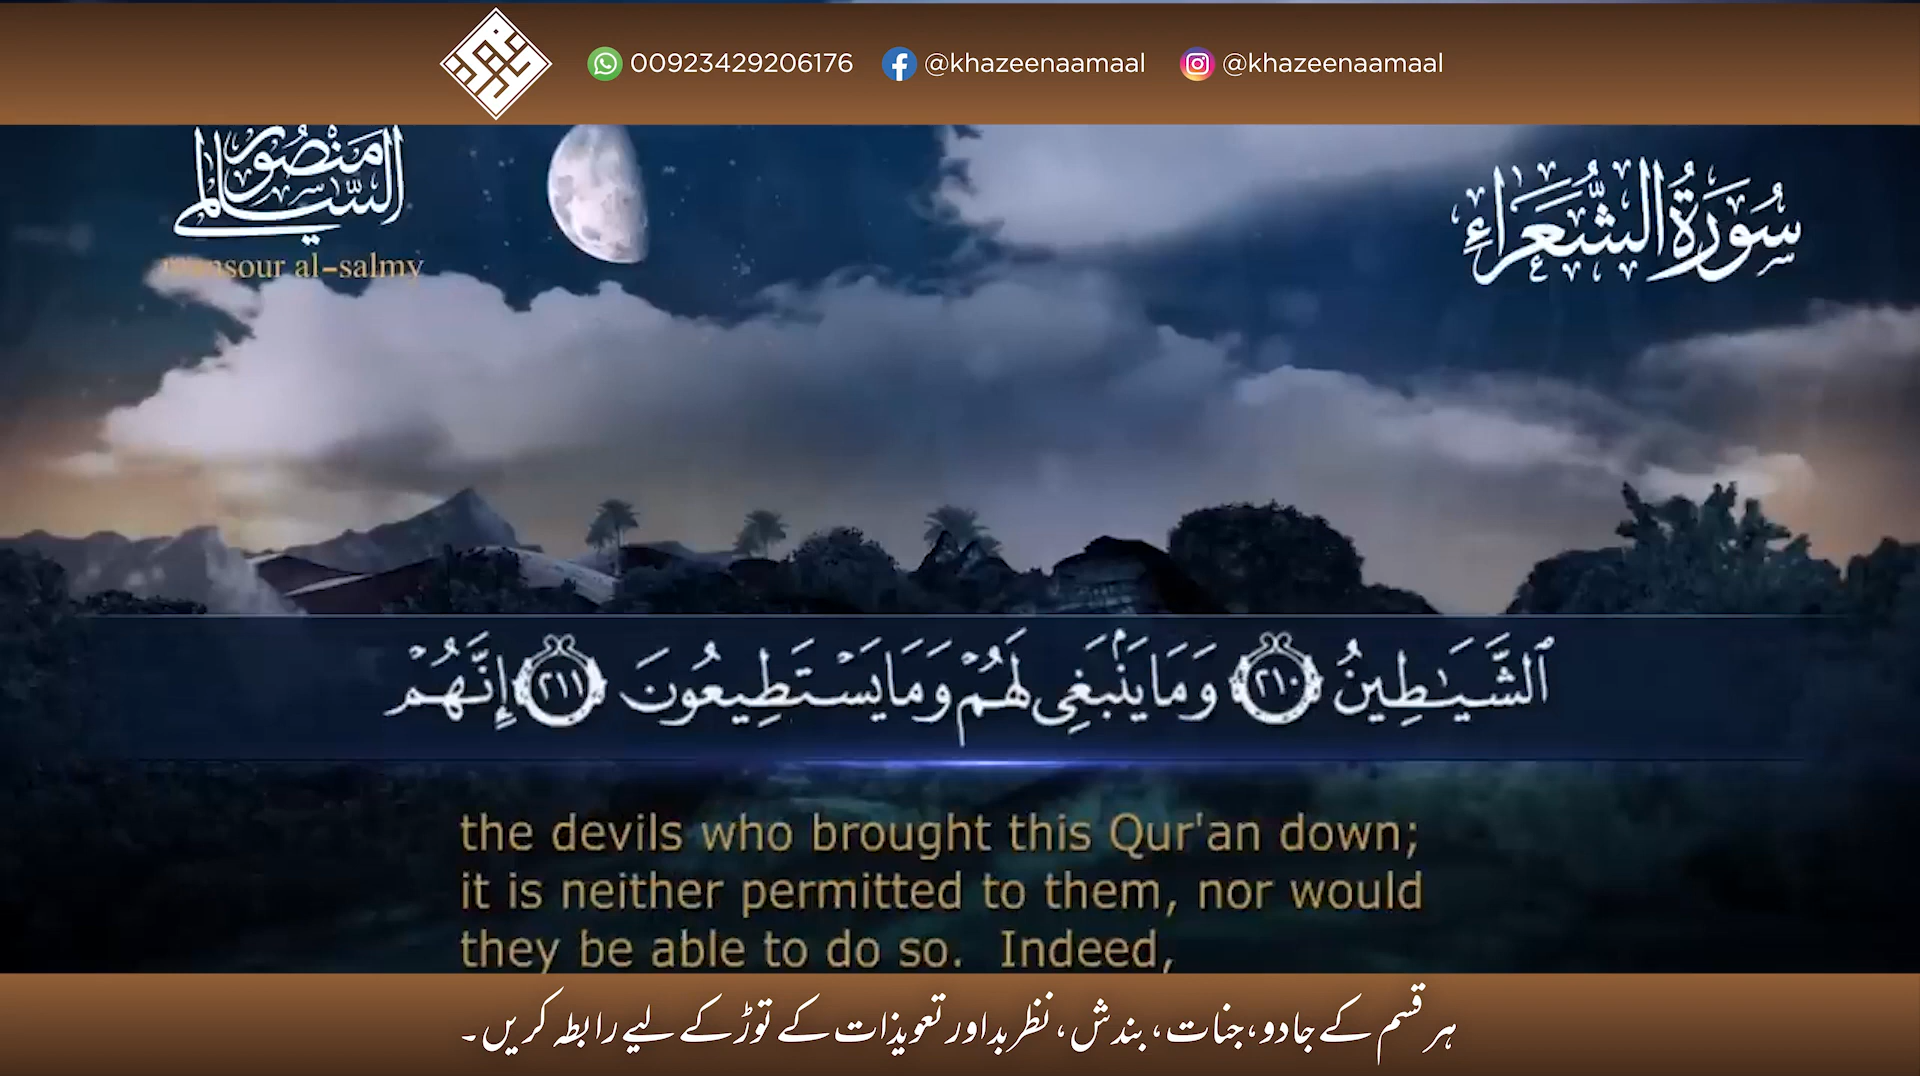 00923429206176 @khazeenaamaal @khazeenaamaal
منصور السالمي
mansour al-salmy
سُورَةُ الشُّعَرَاءِ
ٱلشَّيَـٰطِينُ ٢١٠ وَمَا يَنۢبَغِى لَهُمْ وَمَا يَسْتَطِيعُونَ ٢١١ إِنَّهُمْ
the devils who brought this Qur'an down;
it is neither permitted to them, nor would
they be able to do so. Indeed,
ہر قسم کے جادو، جنات، بندش، نظر بد اور تعویذات کے توڑ کے لیے رابطہ کریں۔